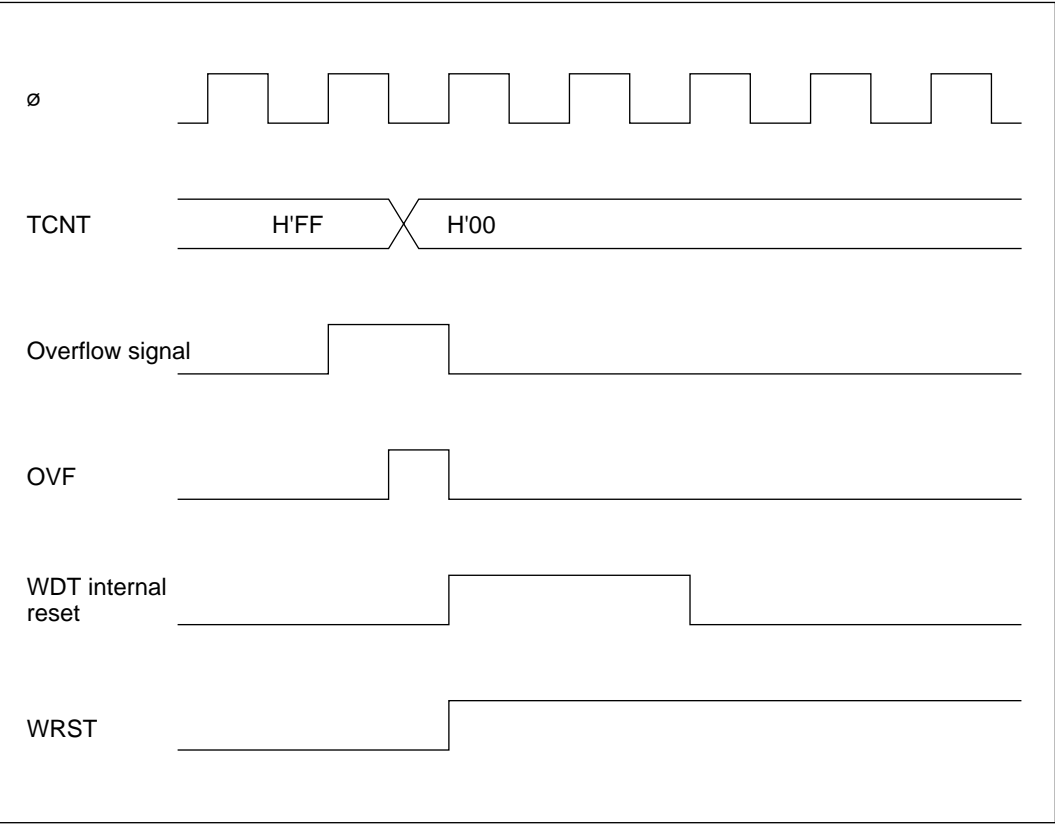 ø
TCNT
H'FF
H'00
Overflow signal
OVF
WDT internal
reset
WRST